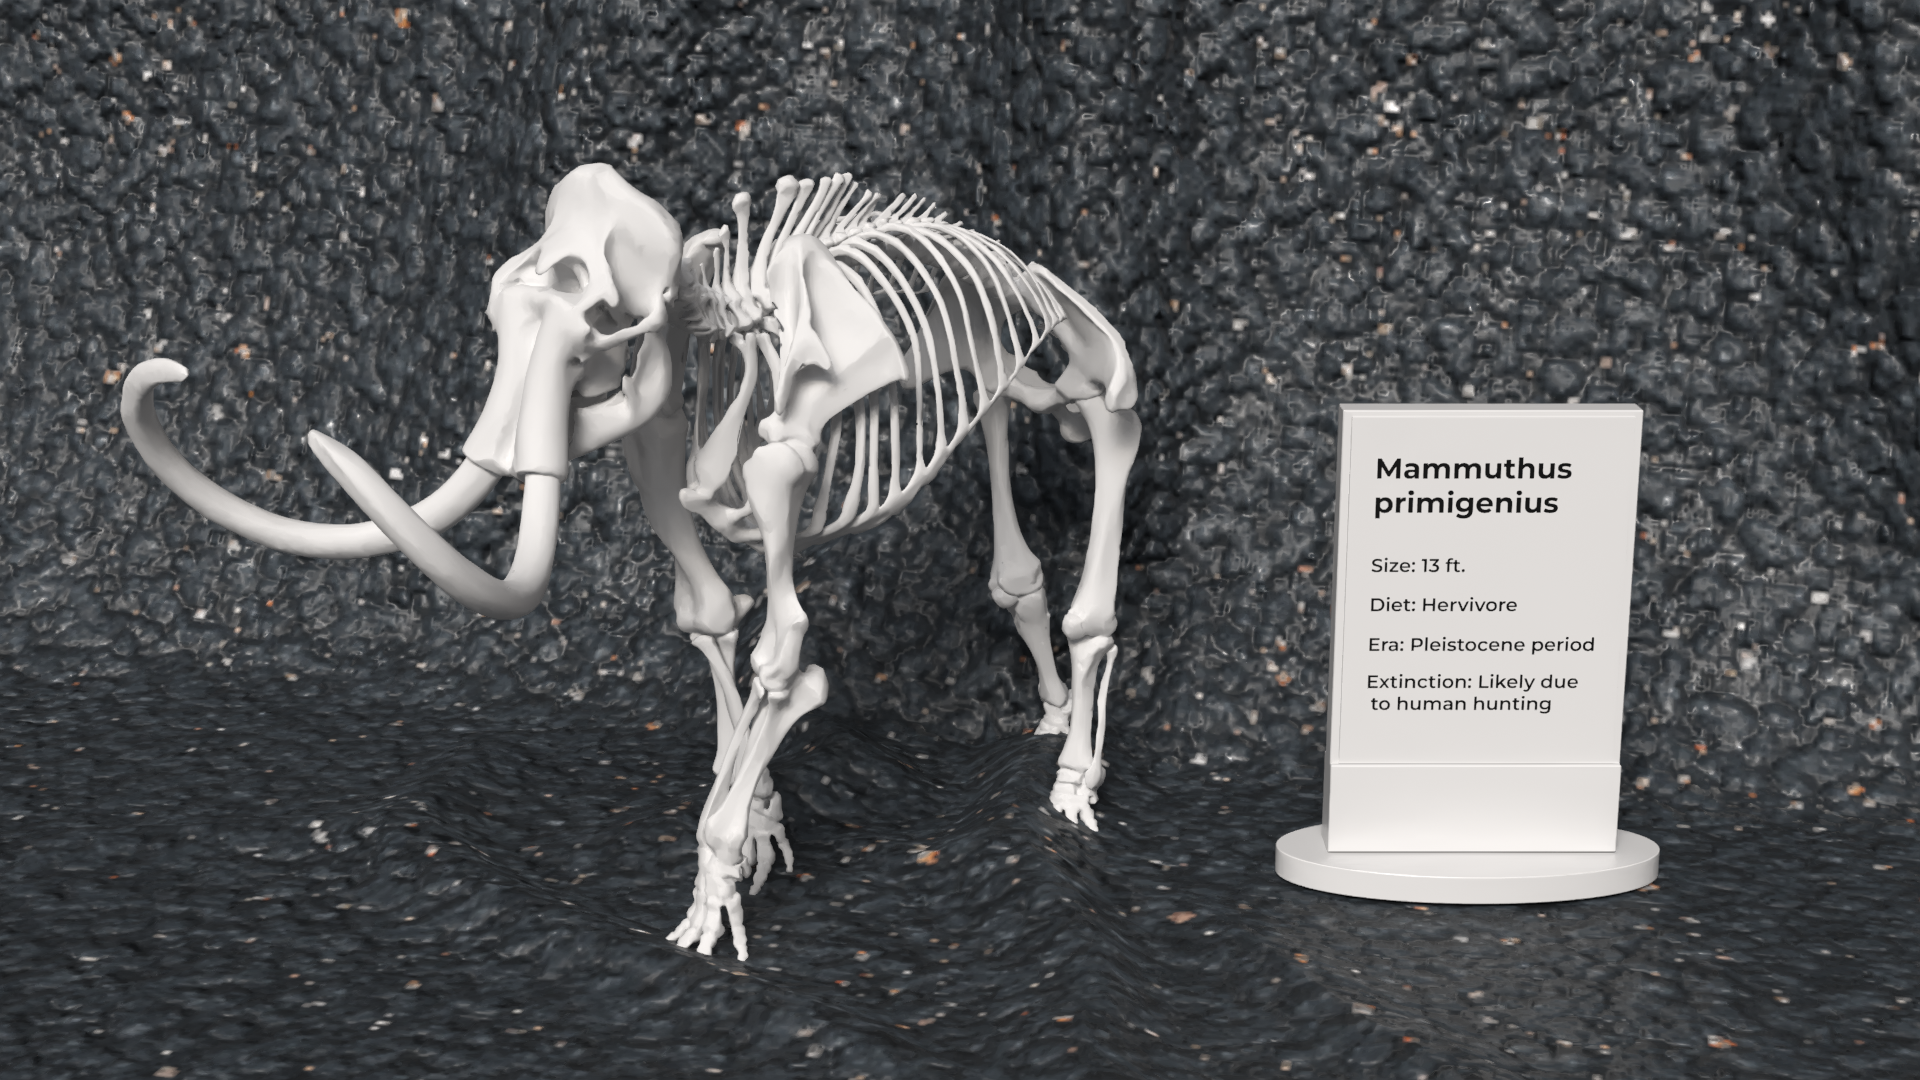 Mammuthus
primigenius
Size: 13 ft.
Diet: Hervivore
Era: Pleistocene period
Extinction: Likely due
to human hunting